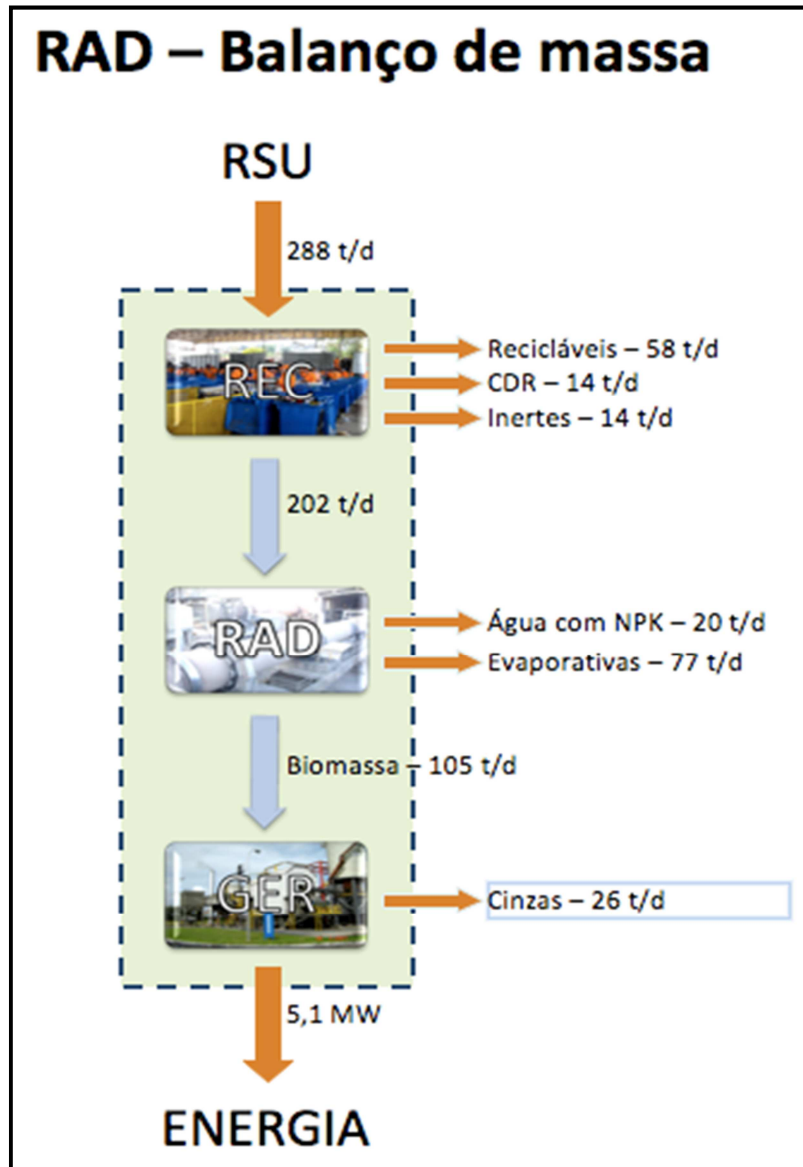 RAD – Balanço de massa
RSU
288 t/d
REC
Recicláveis – 58 t/d
CDR – 14 t/d
Inertes – 14 t/d
202 t/d
RAD
Água com NPK – 20 t/d
Evaporativas – 77 t/d
Biomassa – 105 t/d
GER
Cinzas – 26 t/d
5,1 MW
ENERGIA